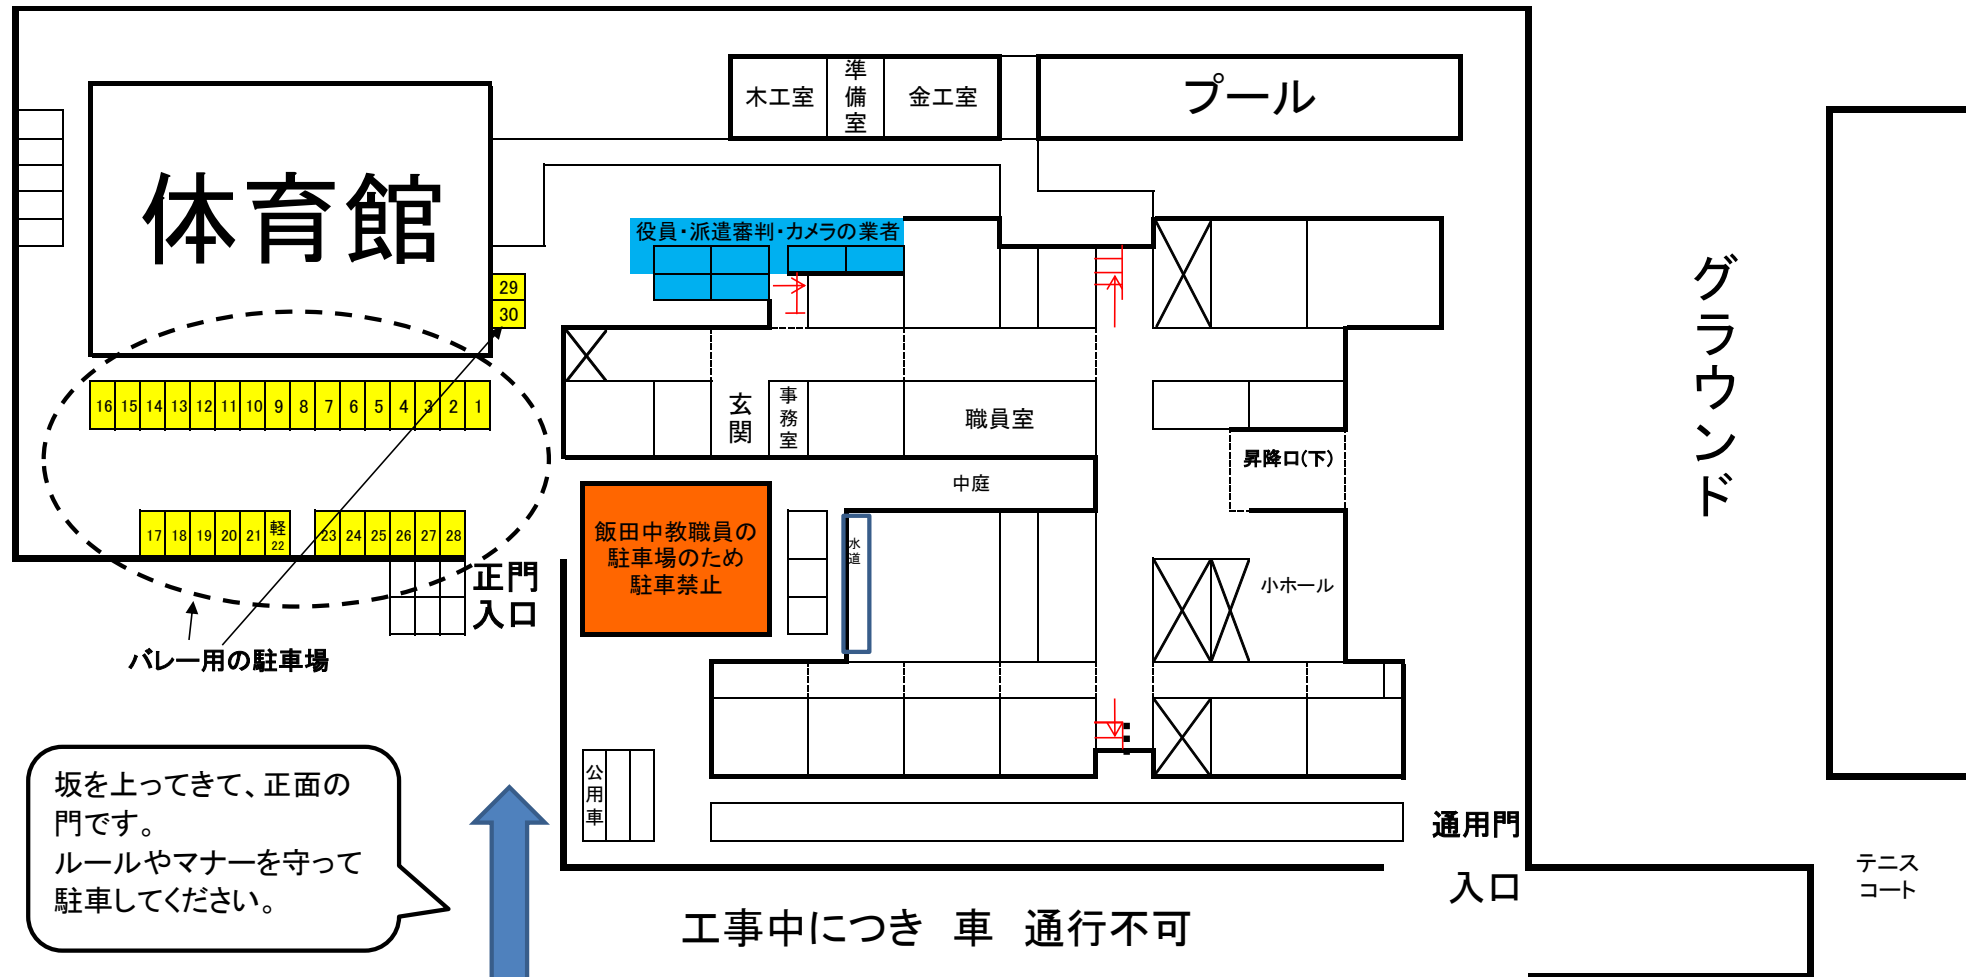 木工室
準
備
室
金工室
プール
体育館
役員・派遣審判・カメラの業者
グラウンド
29
30
16 15 14 13 12 11 10 9 8 7 6 5 4 3 2 1
玄
関
事
務
室
職員室
昇降口(下)
中庭
17 18 19 20 21 軽
22
23 24 25 26 27 28
飯田中教職員の
駐車場のため
駐車禁止
水
道
正門
入口
小ホール
バレー用の駐車場
公
用
車
坂を上ってきて、正面の
門です。
ルールやマナーを守って
駐車してください。
通用門
入口
テニス
コート
工事中につき 車 通行不可